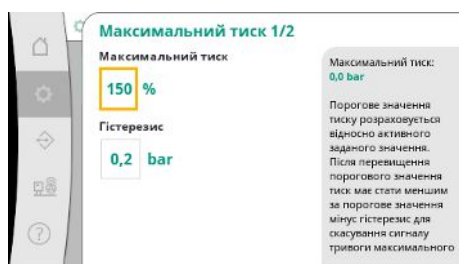 Максимальний тиск 1/2
Максимальний тиск
150 %
Гістерезис
0,2 bar
Максимальний тиск:
0,0 bar
Порогове значення
тиску розраховується
відносно активного
заданого значення.
Після перевищення
порогового значення
тиск має стати меншим
за порогове значення
мінус гістерезис для
скасування сигналу
тривоги максимального
?